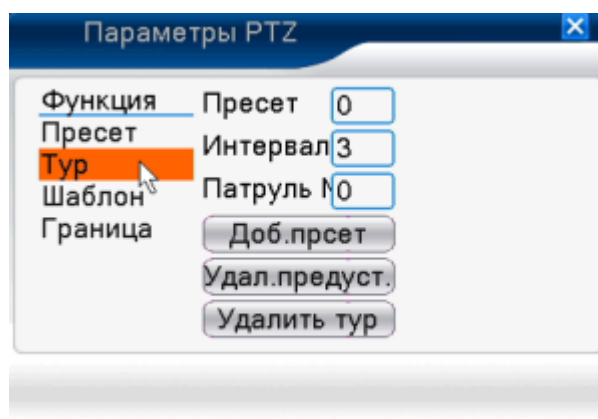 Параметры PTZ
Функция
Пресет
Тур
Шаблон
Граница
Пресет 0
Интервал 3
Патруль 0
Доб.прсет
Удал.предуст.
Удалить тур